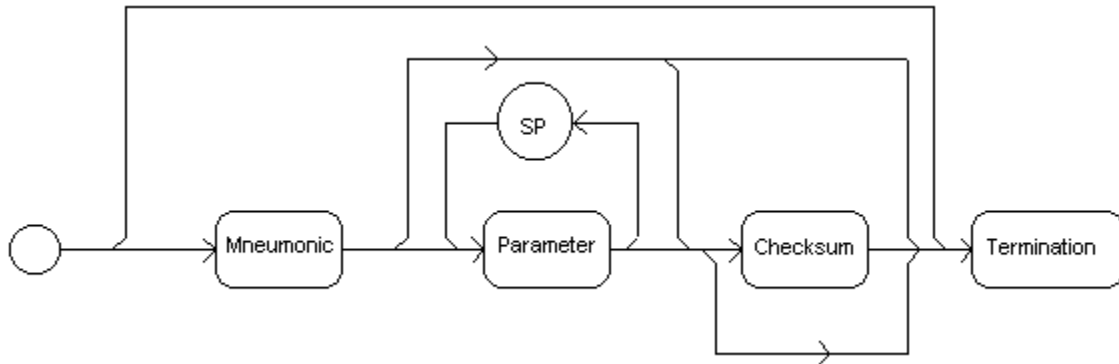 SP
Mneumonic
Parameter
Checksum
Termination